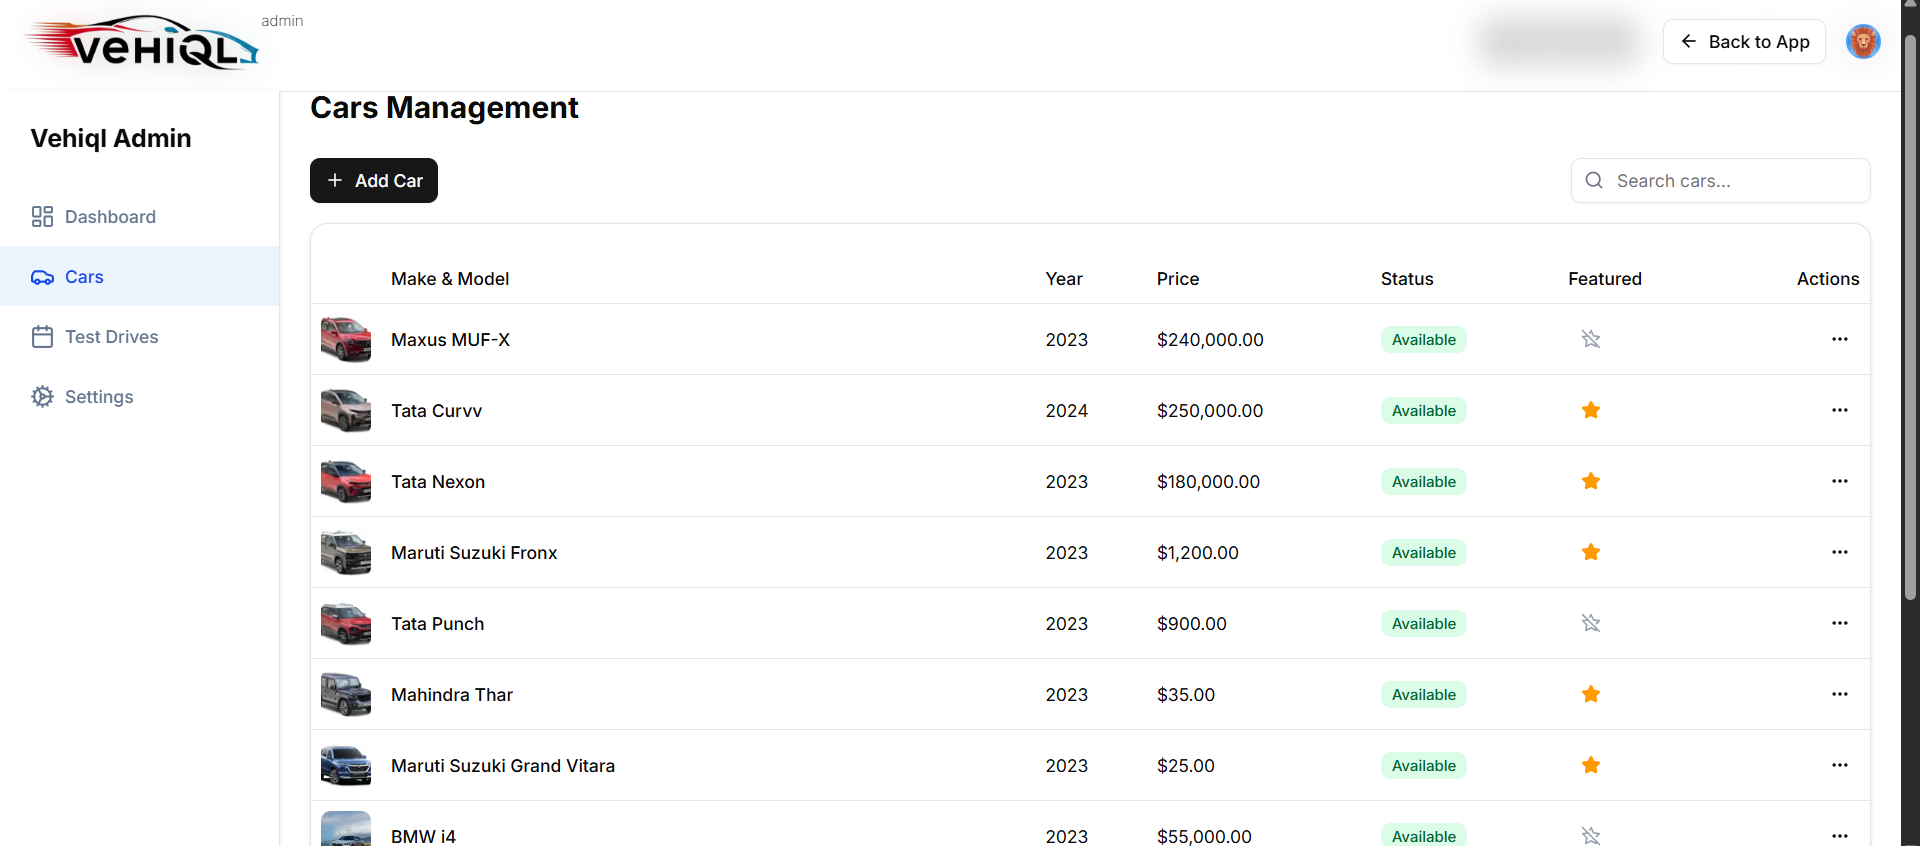 VEHIQL
admin
Back to App
Vehiql Admin
Dashboard
Cars
Test Drives
Settings
Cars Management
Add Car
Search cars...
Make & Model Year Price Status Featured Actions
Maxus MUF-X 2023 $240,000.00 Available
Tata Curvv 2024 $250,000.00 Available
Tata Nexon 2023 $180,000.00 Available
Maruti Suzuki Fronx 2023 $1,200.00 Available
Tata Punch 2023 $900.00 Available
Mahindra Thar 2023 $35.00 Available
Maruti Suzuki Grand Vitara 2023 $25.00 Available
BMW i4 2023 $55,000.00 Available